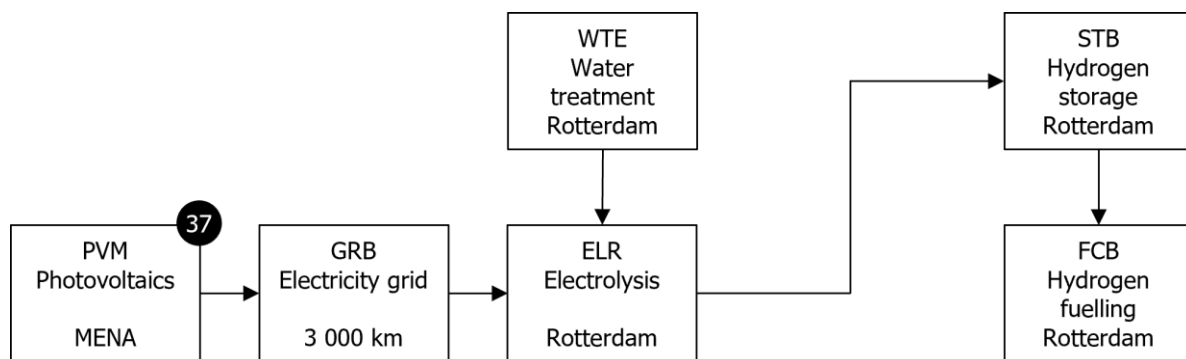 WTE
Water
treatment
Rotterdam
STB
Hydrogen
storage
Rotterdam
37
PVM
Photovoltaics
MENA
GRB
Electricity grid
3 000 km
ELR
Electrolysis
Rotterdam
FCB
Hydrogen
fuelling
Rotterdam